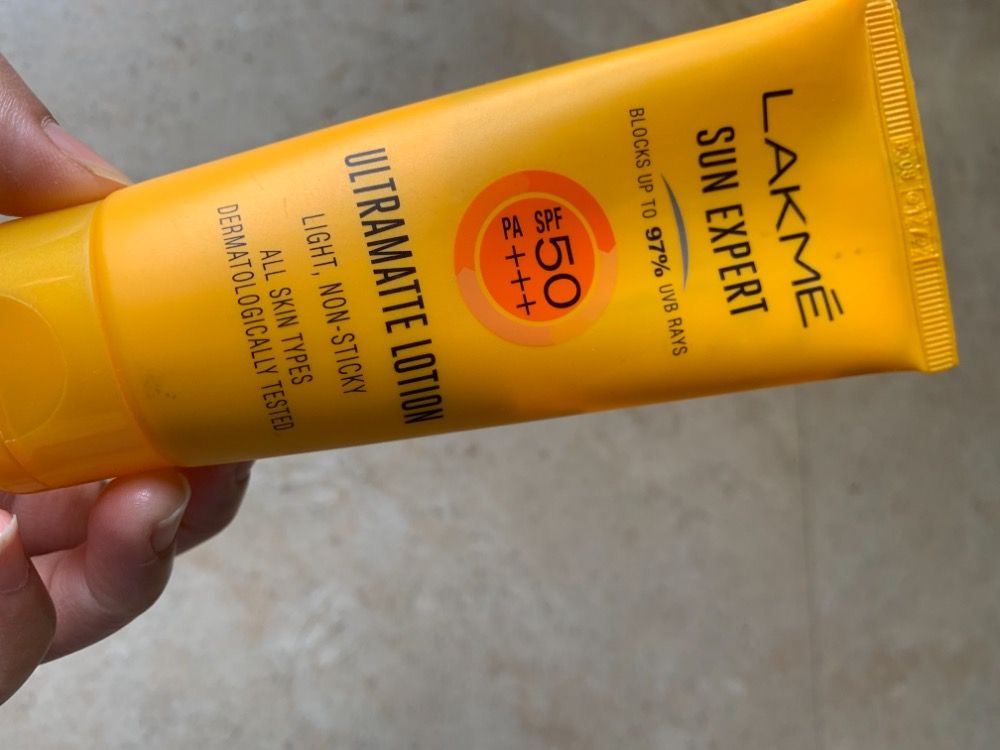 LAKMÉ
SUN EXPERT
BLOCKS UP TO 97% UVB RAYS
SPF 50
PA +++
ULTRAMATTE LOTION
LIGHT, NON-STICKY
ALL SKIN TYPES
DERMATOLOGICALLY TESTED